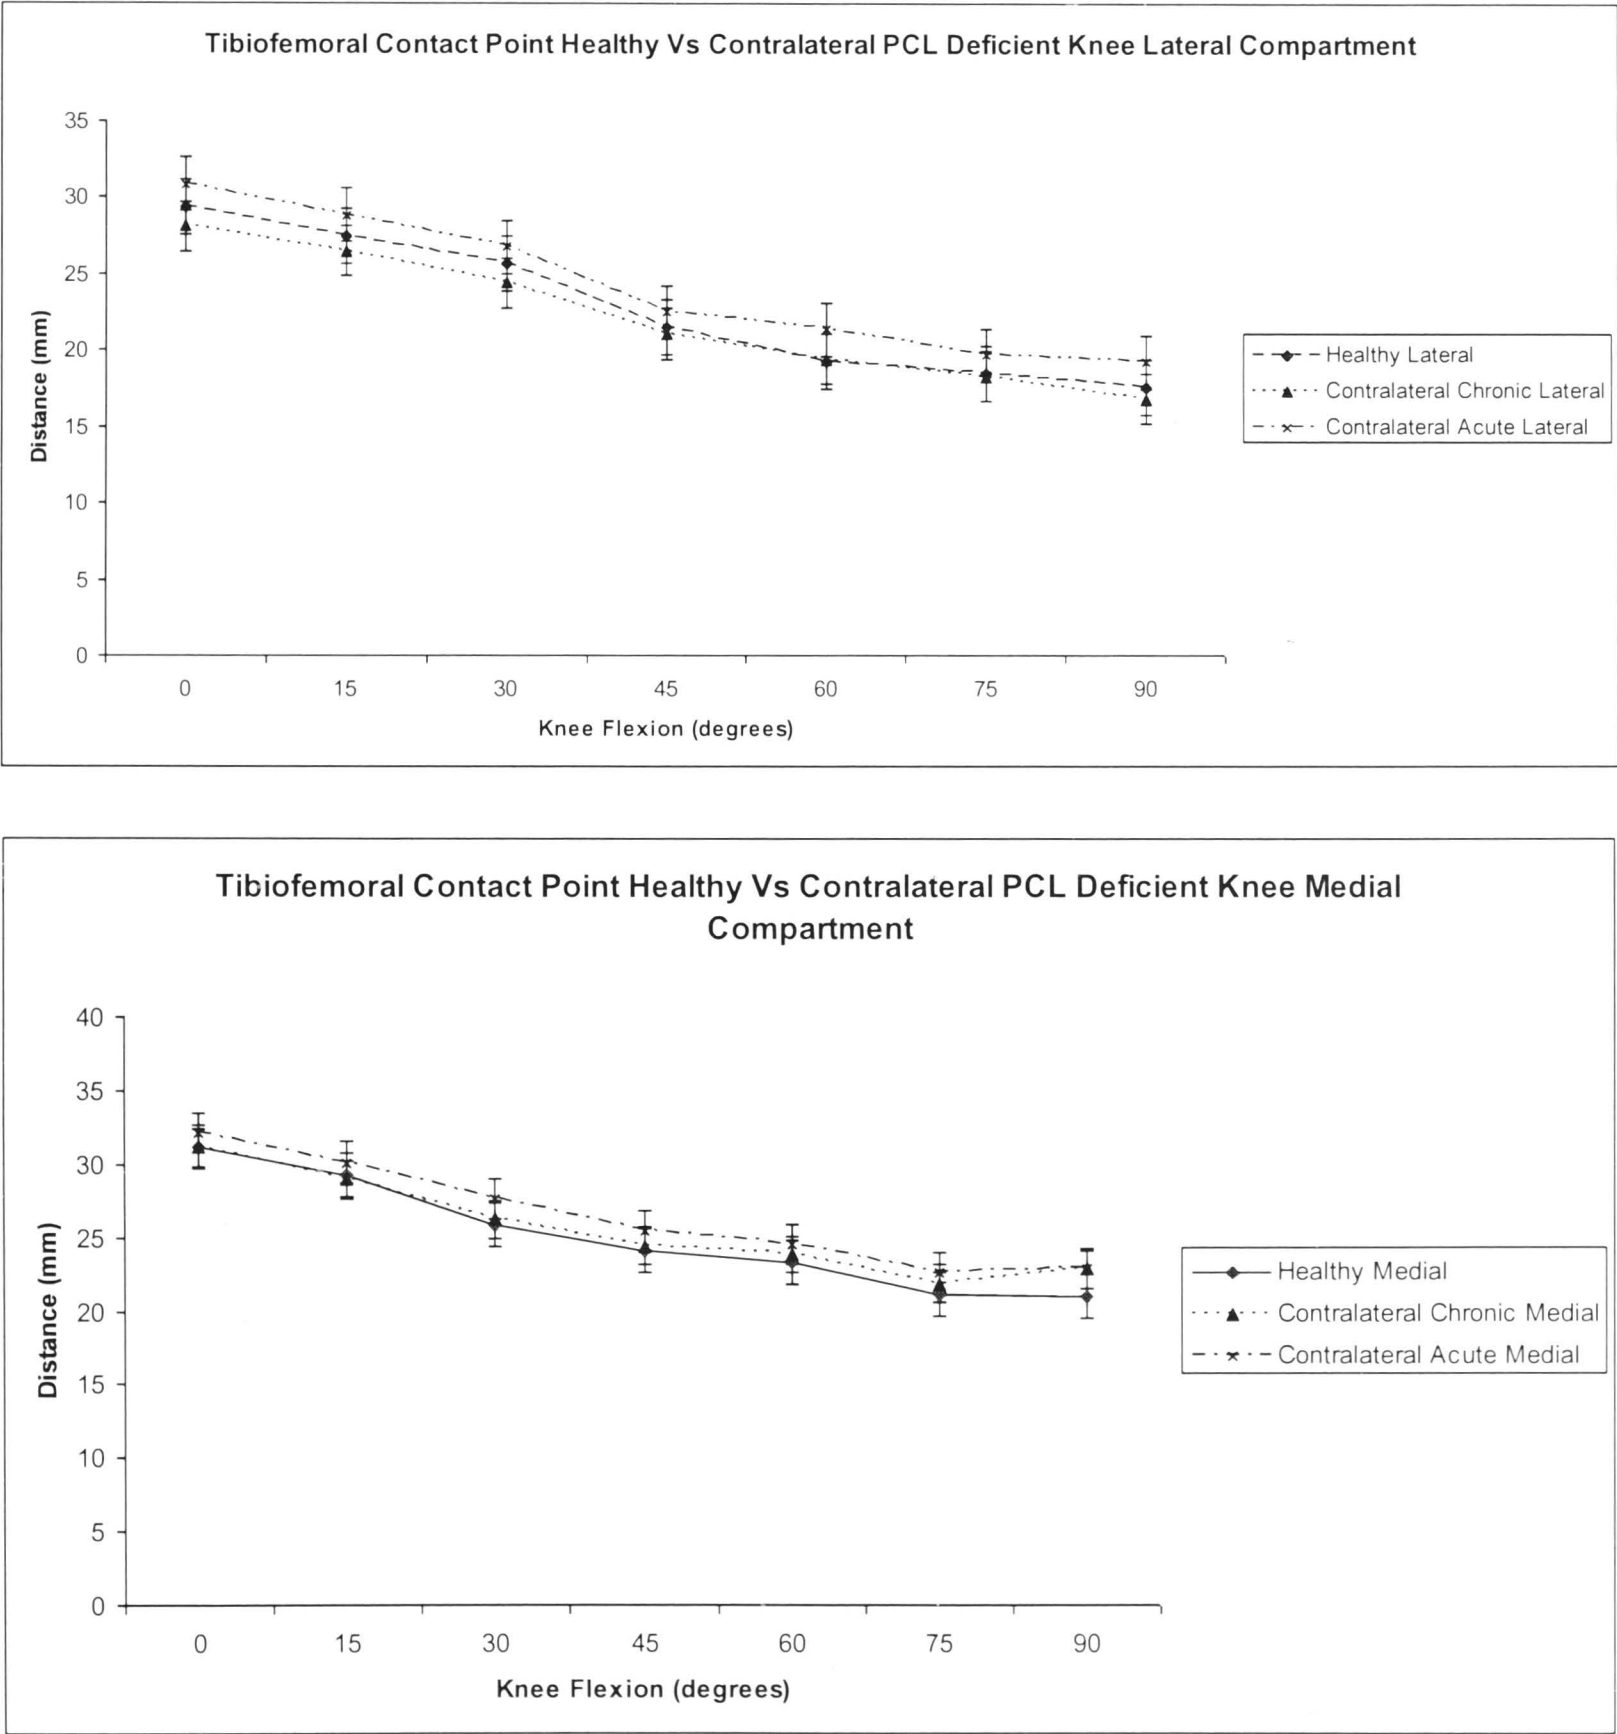 Tibiofemoral Contact Point Healthy Vs Contralateral PCL Deficient Knee Lateral Compartment
35
30
25
20
15
10
5
0
Distance (mm)
0 15 30 45 60 75 90
Knee Flexion (degrees)
Healthy Lateral
Contralateral Chronic Lateral
Contralateral Acute Lateral
Tibiofemoral Contact Point Healthy Vs Contralateral PCL Deficient Knee Medial
Compartment
40
35
30
25
20
15
10
5
0
Distance (mm)
0 15 30 45 60 75 90
Knee Flexion (degrees)
Healthy Medial
Contralateral Chronic Medial
Contralateral Acute Medial